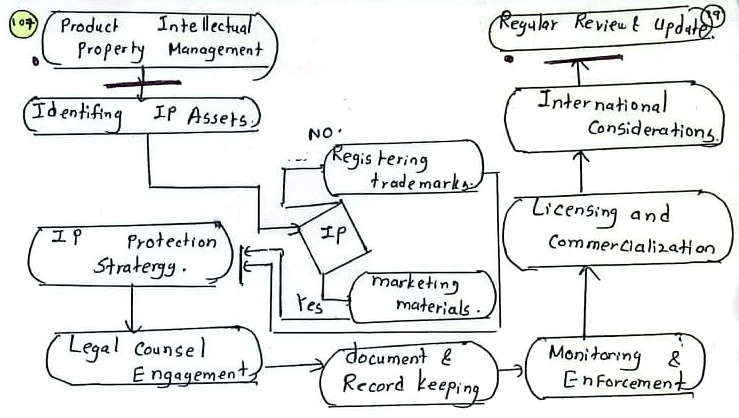 107
Product Intellectual
Property Management
Identifing IP Assets.
NO.
Registering
trademarks.
IP
Yes
marketing
materials.
IP Protection
Stratergy.
Legal Counsel
Engagement
document &
Record keeping
Monitoring &
Enforcement
Licensing and
Commercialization
International
Considerations.
Regular Review & Update